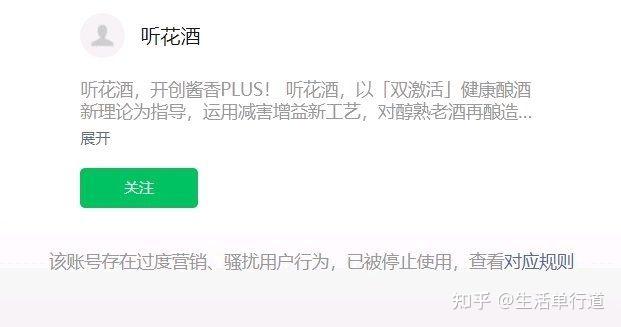 听花酒
听花酒，开创酱香PLUS！ 听花酒，以「双激活」健康酿酒
新理论为指导，运用减害增益新工艺，对醇熟老酒再酿造...
展开
关注
该账号存在过度营销、骚扰用户行为，已被停止使用，查看对应规则
知乎 @生活单行道